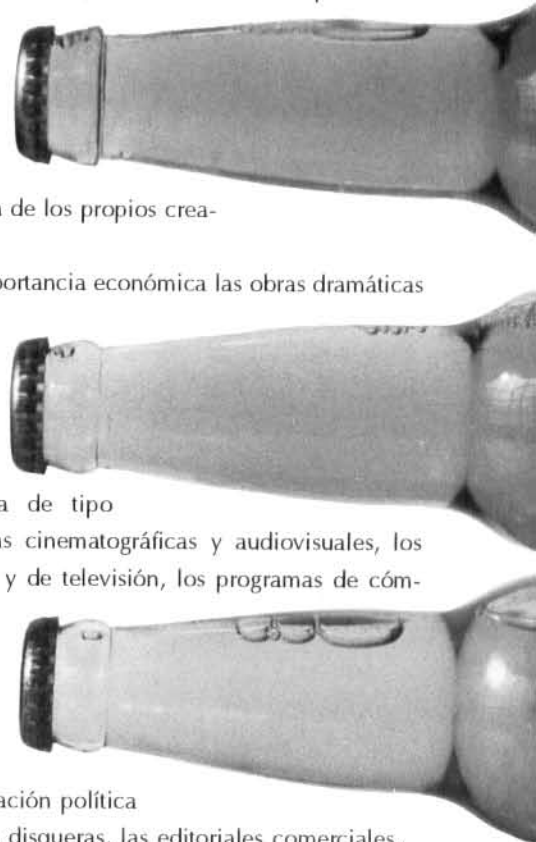 de los propios crea-
portancia económica las obras dramáticas
de tipo
cinematográficas y audiovisuales, los
y de televisión, los programas de cóm-
ación política
disqueras, las editoriales comerciales